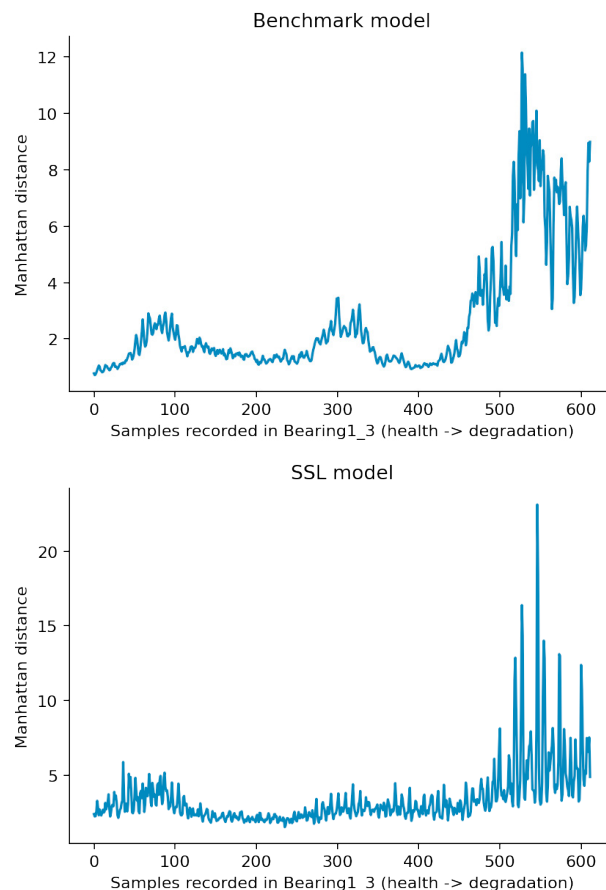 Benchmark model
12
10
8
6
4
2
Manhattan distance
0 100 200 300 400 500 600
Samples recorded in Bearing1_3 (health -> degradation)
SSL model
20
15
10
5
Manhattan distance
0 100 200 300 400 500 600
Samples recorded in Bearing1_3 (health -> degradation)